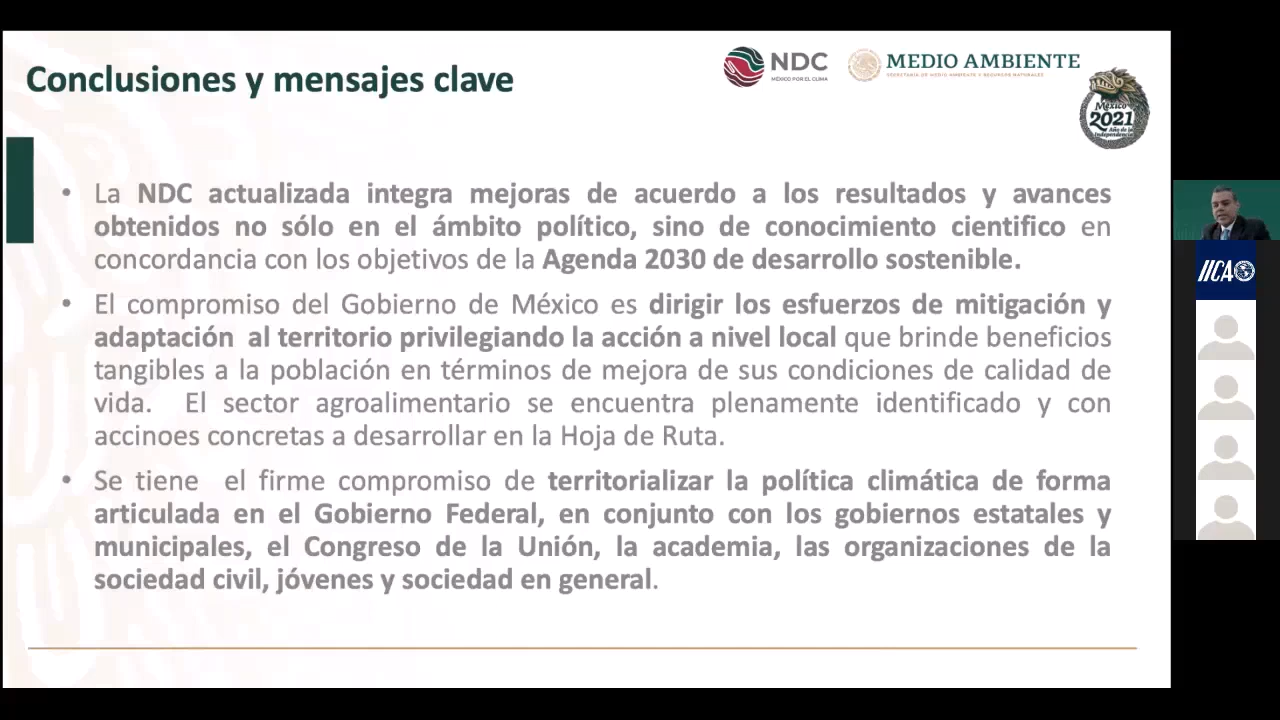 Conclusiones y mensajes clave
NDC
MÉXICO POR EL CLIMA
MEDIO AMBIENTE
SECRETARÍA DE MEDIO AMBIENTE Y RECURSOS NATURALES
México
2021
Año de la
Independencia
• La NDC actualizada integra mejoras de acuerdo a los resultados y avances
obtenidos no sólo en el ámbito político, sino de conocimiento cientifico en
concordancia con los objetivos de la Agenda 2030 de desarrollo sostenible.
• El compromiso del Gobierno de México es dirigir los esfuerzos de mitigación y
adaptación al territorio privilegiando la acción a nivel local que brinde beneficios
tangibles a la población en términos de mejora de sus condiciones de calidad de
vida. El sector agroalimentario se encuentra plenamente identificado y con
accinoes concretas a desarrollar en la Hoja de Ruta.
• Se tiene el firme compromiso de territorializar la política climática de forma
articulada en el Gobierno Federal, en conjunto con los gobiernos estatales y
municipales, el Congreso de la Unión, la academia, las organizaciones de la
sociedad civil, jóvenes y sociedad en general.
IICA